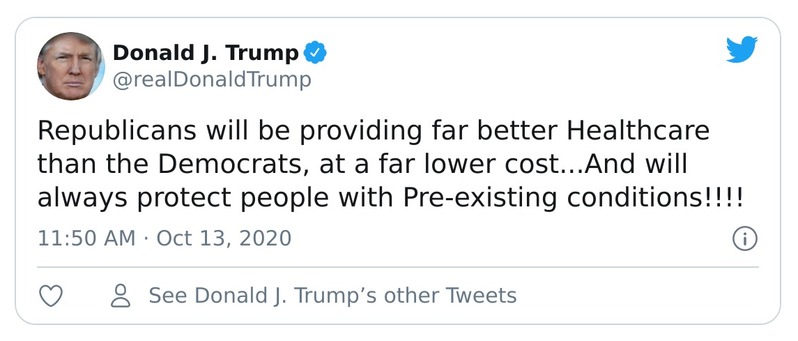 Donald J. Trump
@realDonaldTrump
Republicans will be providing far better Healthcare
than the Democrats, at a far lower cost...And will
always protect people with Pre-existing conditions!!!!
11:50 AM · Oct 13, 2020
See Donald J. Trump’s other Tweets